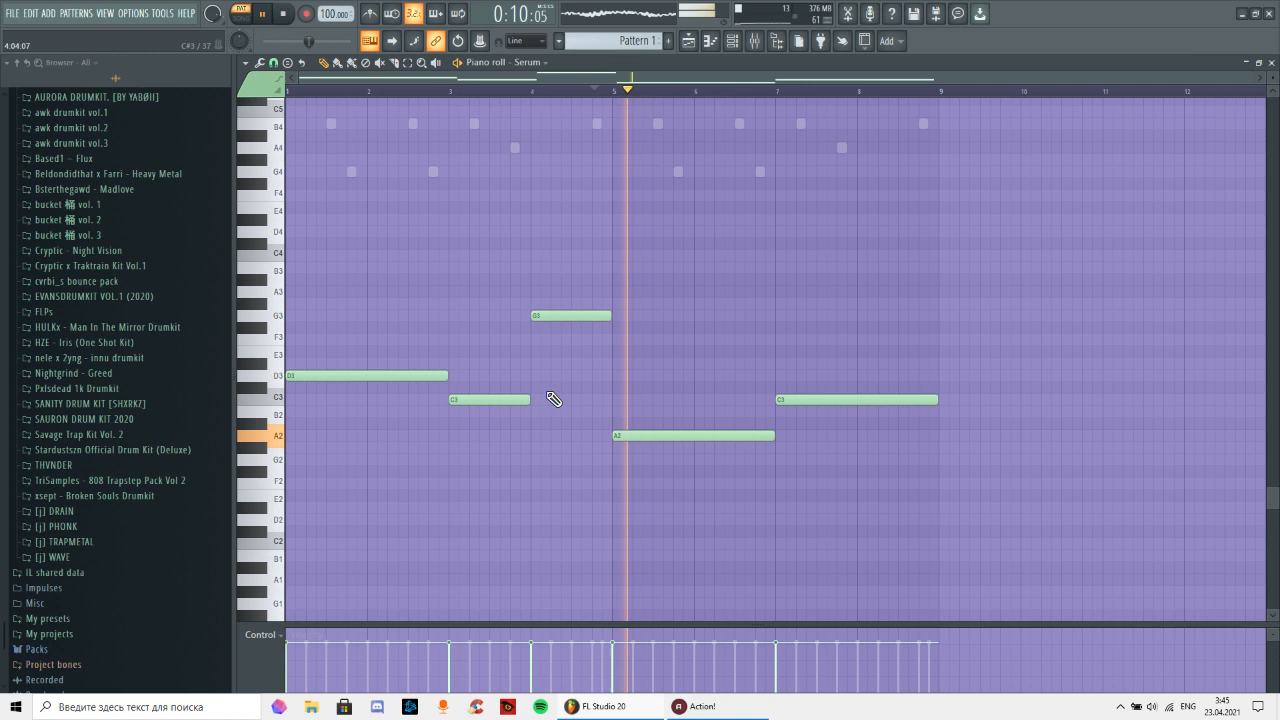 FILE EDIT ADD PATTERNS VIEW OPTIONS TOOLS HELP
PAT
SONG
100.000
3.2.
0:10:05
13
376 MB
61
4.04.07
C#3 / 37
Line
Pattern 1
Add
Browser - All
Piano roll - Serum
1 2 3 4 5 6 7 8 9 10 11 12
AURORA DRUMKIT. [BY YABØII]
awk drumkit vol.1
awk drumkit vol.2
awk drumkit vol.3
Based1 – Flux
Beldondidthat x Farri - Heavy Metal
Bsterthegawd - Madlove
bucket 桶 vol. 1
bucket 桶 vol. 2
bucket 桶 vol. 3
Cryptic - Night Vision
Cryptic x Traktrain Kit Vol.1
cvrbi_s bounce pack
EVANSDRUMKIT VOL.1 (2020)
FLPs
HULKx - Man In The Mirror Drumkit
HZE - Iris (One Shot Kit)
nele x 2yng - innu drumkit
Nightgrind - Greed
Pxlsdead 1k Drumkit
SANITY DRUM KIT [SHXRKZ]
SAURON DRUM KIT 2020
Savage Trap Kit Vol. 2
Stardustszn Official Drum Kit (Deluxe)
THVNDER
TriSamples - 808 Trapstep Pack Vol 2
xsept - Broken Souls Drumkit
[j] DRAIN
[j] PHONK
[j] TRAPMETAL
[j] WAVE
IL shared data
Impulses
Misc
My presets
My projects
Packs
Project bones
Recorded
C5
B4
A4
G4
F4
E4
D4
C4
B3
A3
G3
F3
E3
D3
C3
B2
A2
G2
F2
E2
D2
C2
B1
A1
G1
G3
D3
C3
C3
A2
Control
Введите здесь текст для поиска
FL Studio 20
Action!
ENG
3:45
23.04.2021